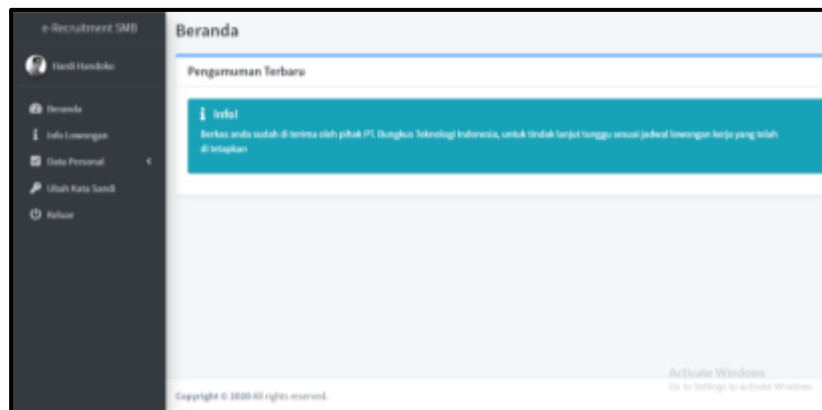 e-Recruitment SMB
Hardi Handoko
Beranda
Info Lowongan
Data Personal
Ubah Kata Sandi
Keluar
Beranda
Pengumuman Terbaru
Info!
Berkas anda sudah di terima oleh pihak PT. Bungkus Teknologi Indonesia, untuk tindak lanjut tunggu sesuai jadwal lowongan kerja yang telah
di tetapkan
Copyright © 2020 All rights reserved.
Activate Windows
Go to Settings to activate Windows.